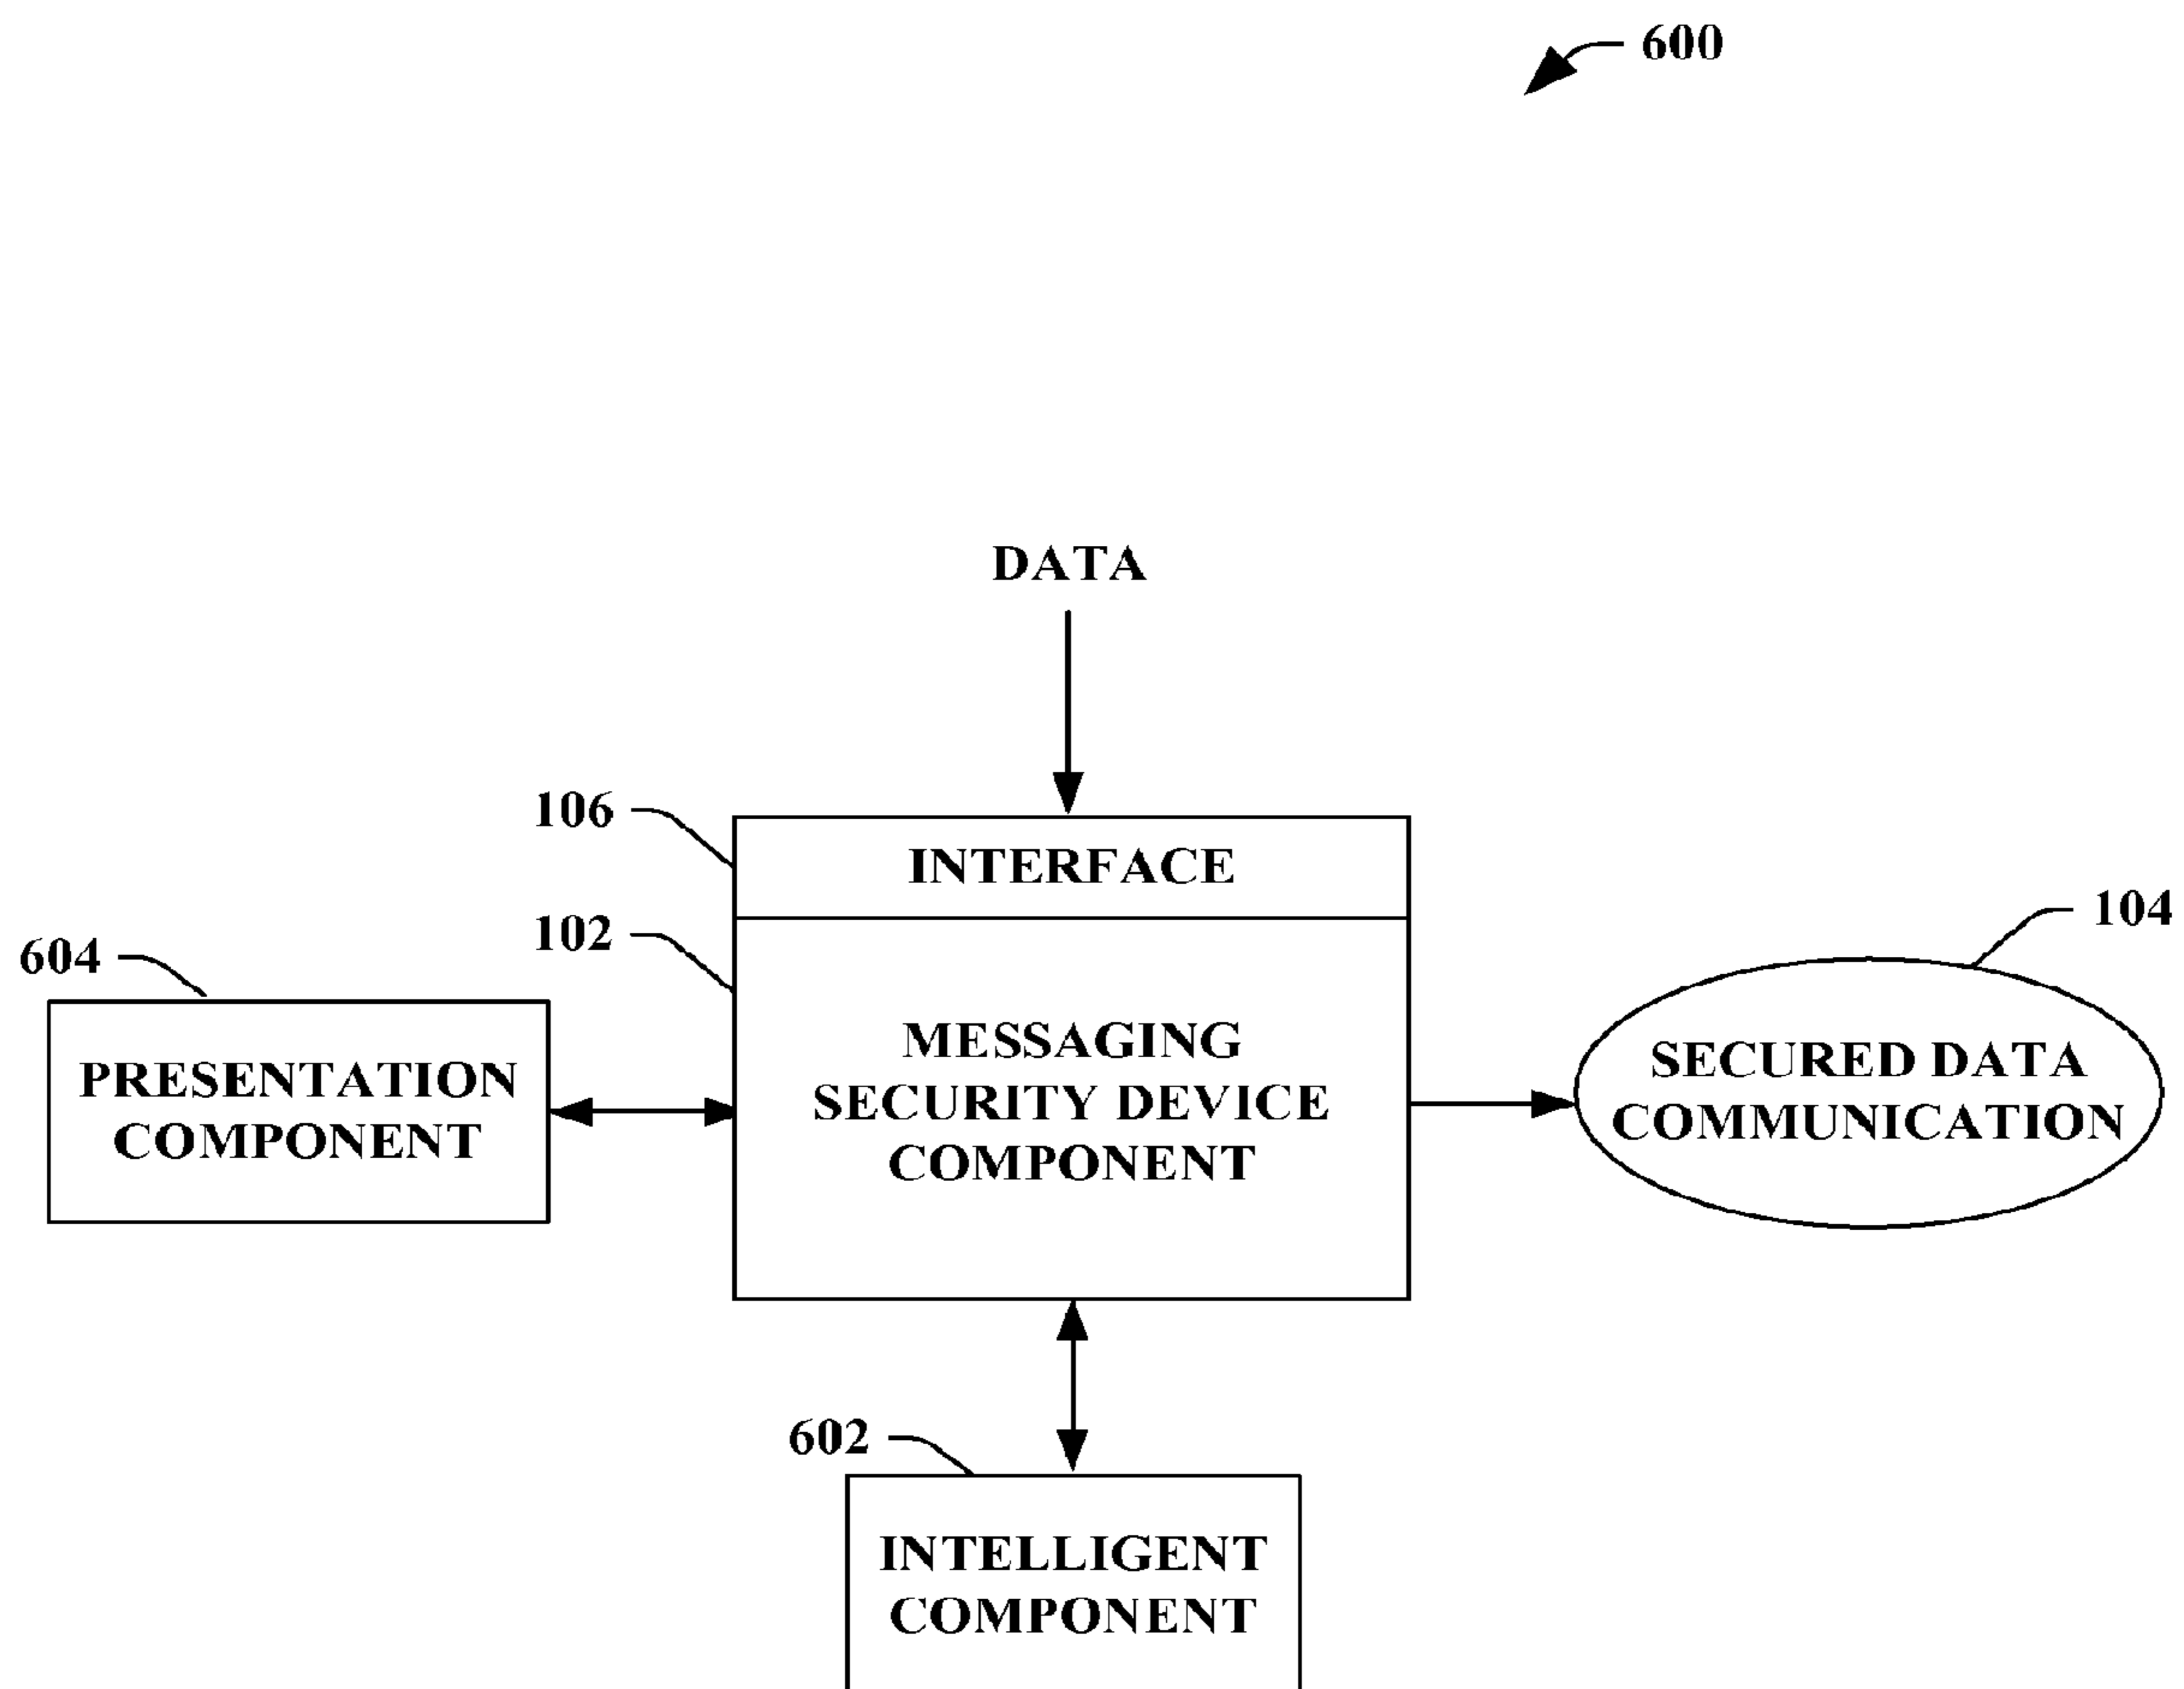 600
DATA
106
INTERFACE
102
104
604
MESSAGING
SECURITY DEVICE
COMPONENT
PRESENTATION
COMPONENT
SECURED DATA
COMMUNICATION
602
INTELLIGENT
COMPONENT